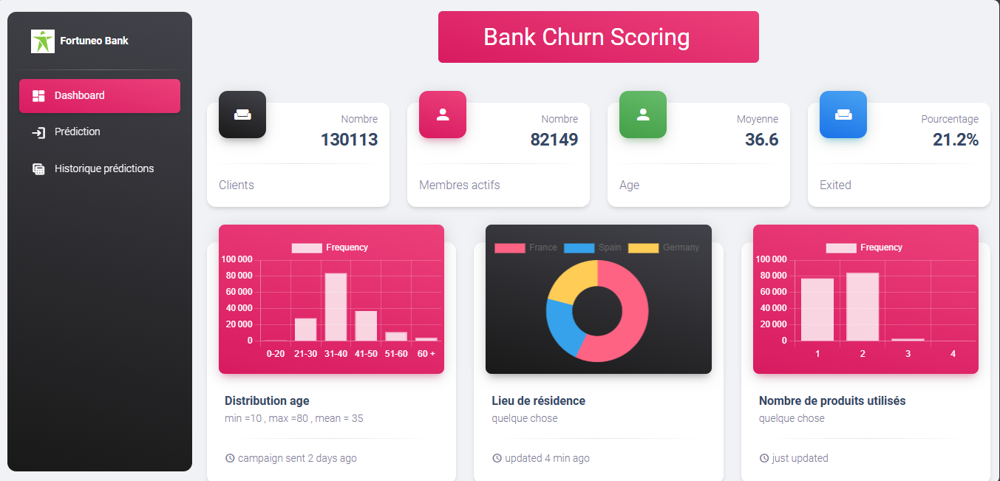 Fortuneo Bank
Dashboard
Prédiction
Historique prédictions
Bank Churn Scoring
Nombre
130113
Clients
Nombre
82149
Membres actifs
Moyenne
36.6
Age
Pourcentage
21.2%
Exited
Frequency
100 000
80 000
60 000
40 000
20 000
0
0-20 21-30 31-40 41-50 51-60 60 +
Distribution age
min =10 , max =80 , mean = 35
campaign sent 2 days ago
France Spain Germany
Lieu de résidence
quelque chose
updated 4 min ago
Frequency
100 000
80 000
60 000
40 000
20 000
0
1 2 3 4
Nombre de produits utilisés
quelque chose
just updated